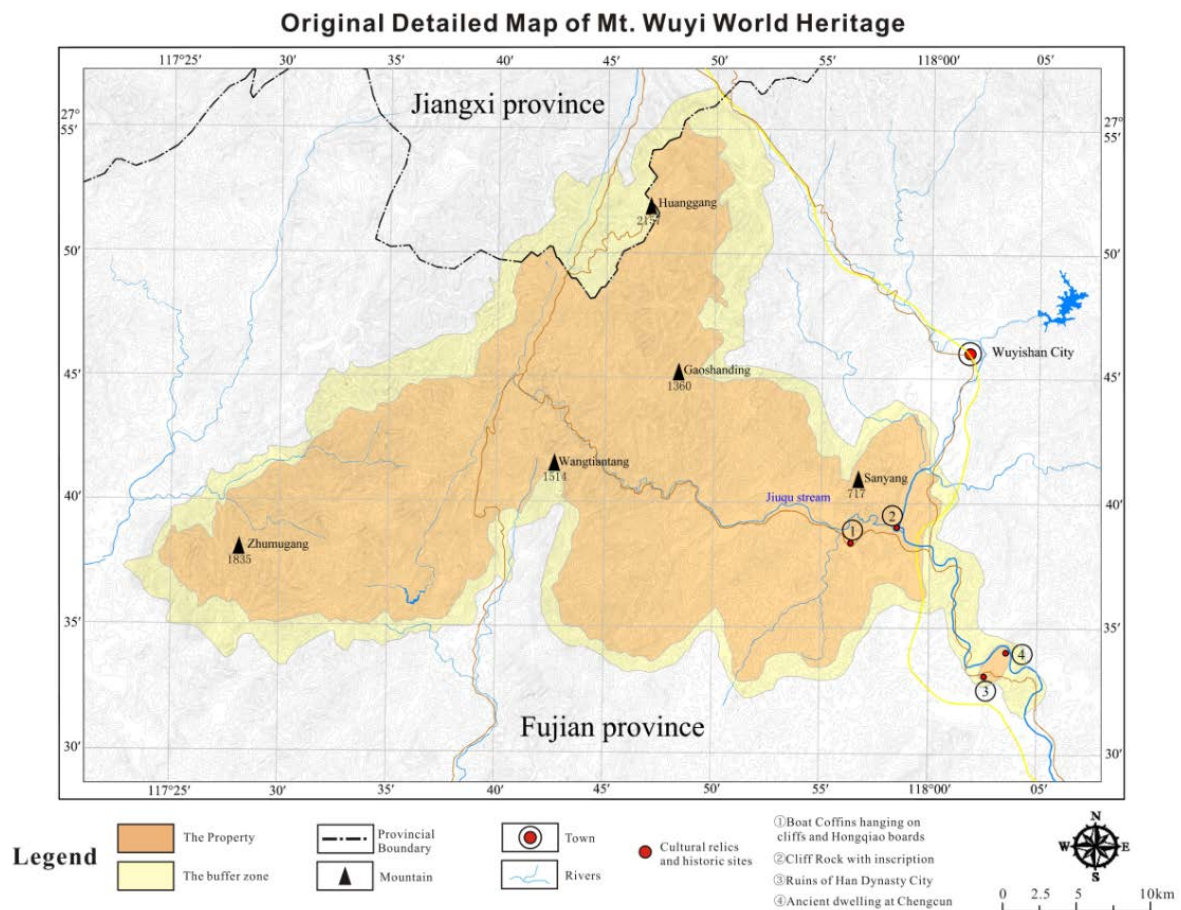 Original Detailed Map of Mt. Wuyi World Heritage
117°25′ 30′ 40′ 45′ 50′ 55′ 118°00′ 05′
27°
55′
27°
55′
Jiangxi province
Huanggang
50′
50′
Wuyishan City
Gaoshanding
1360
45′
45′
Wangtiantang
1514
Sanyang
717
40′
40′
Jiuqu stream
②
①
Zhumugang
1835
35′
35′
④
③
Fujian province
30′
30′
117°25′ 30′ 40′ 45′ 50′ 55′ 118°00′ 05′
Legend
The Property
The buffer zone
Provincial
Boundary
Mountain
Town
Rivers
Cultural relics
and historic sites
①Boat Coffins hanging on
cliffs and Hongqiao boards
②Cliff Rock with inscription
③Ruins of Han Dynasty City
④Ancient dwelling at Chengcun
N
W E
S
0 2.5 5 10km